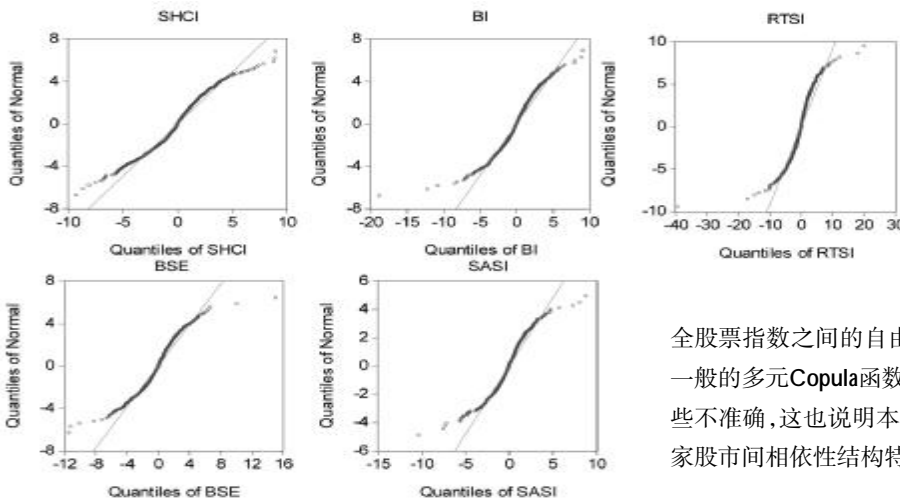 SHCI
8
4
0
-4
-8
Quantiles of Normal
-10 -5 0 5 10
Quantiles of SHCI
BI
8
4
0
-4
-8
Quantiles of Normal
-20 -15 -10 -5 0 5 10
Quantiles of BI
RTSI
10
5
0
-5
-10
Quantiles of Normal
-40 -30 -20 -10 0 10 20 30
Quantiles of RTSI
BSE
8
4
0
-4
-8
Quantiles of Normal
-12 -8 -4 0 4 8 12 16
Quantiles of BSE
SASI
6
4
2
0
-2
-4
-6
Quantiles of Normal
-15 -10 -5 0 5 10
Quantiles of SASI
全股票指数之间的自由
一般的多元Copula函数
些不准确,这也说明本
家股市间相依性结构特